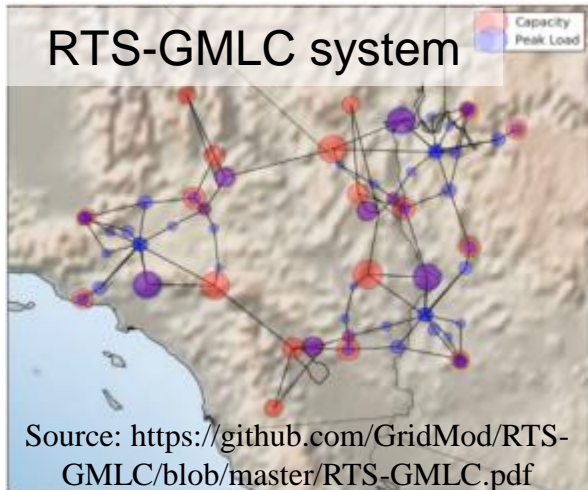 Capacity
Peak Load
RTS-GMLC system
Source: https://github.com/GridMod/RTS-
GMLC/blob/master/RTS-GMLC.pdf